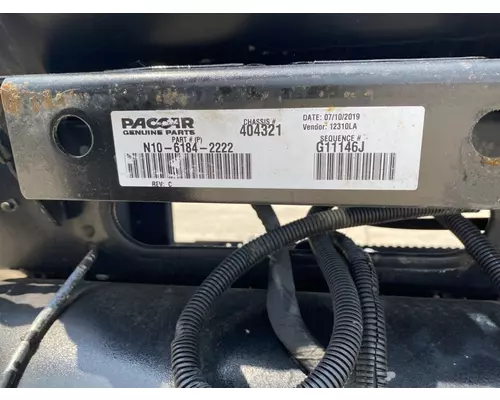 PACCAR
GENUINE PARTS
CHASSIS #
404321
DATE: 07/10/2019
Vendor: 12310LA
PART # (P)
N10-6184-2222
SEQUENCE #
G11146J
REV: C